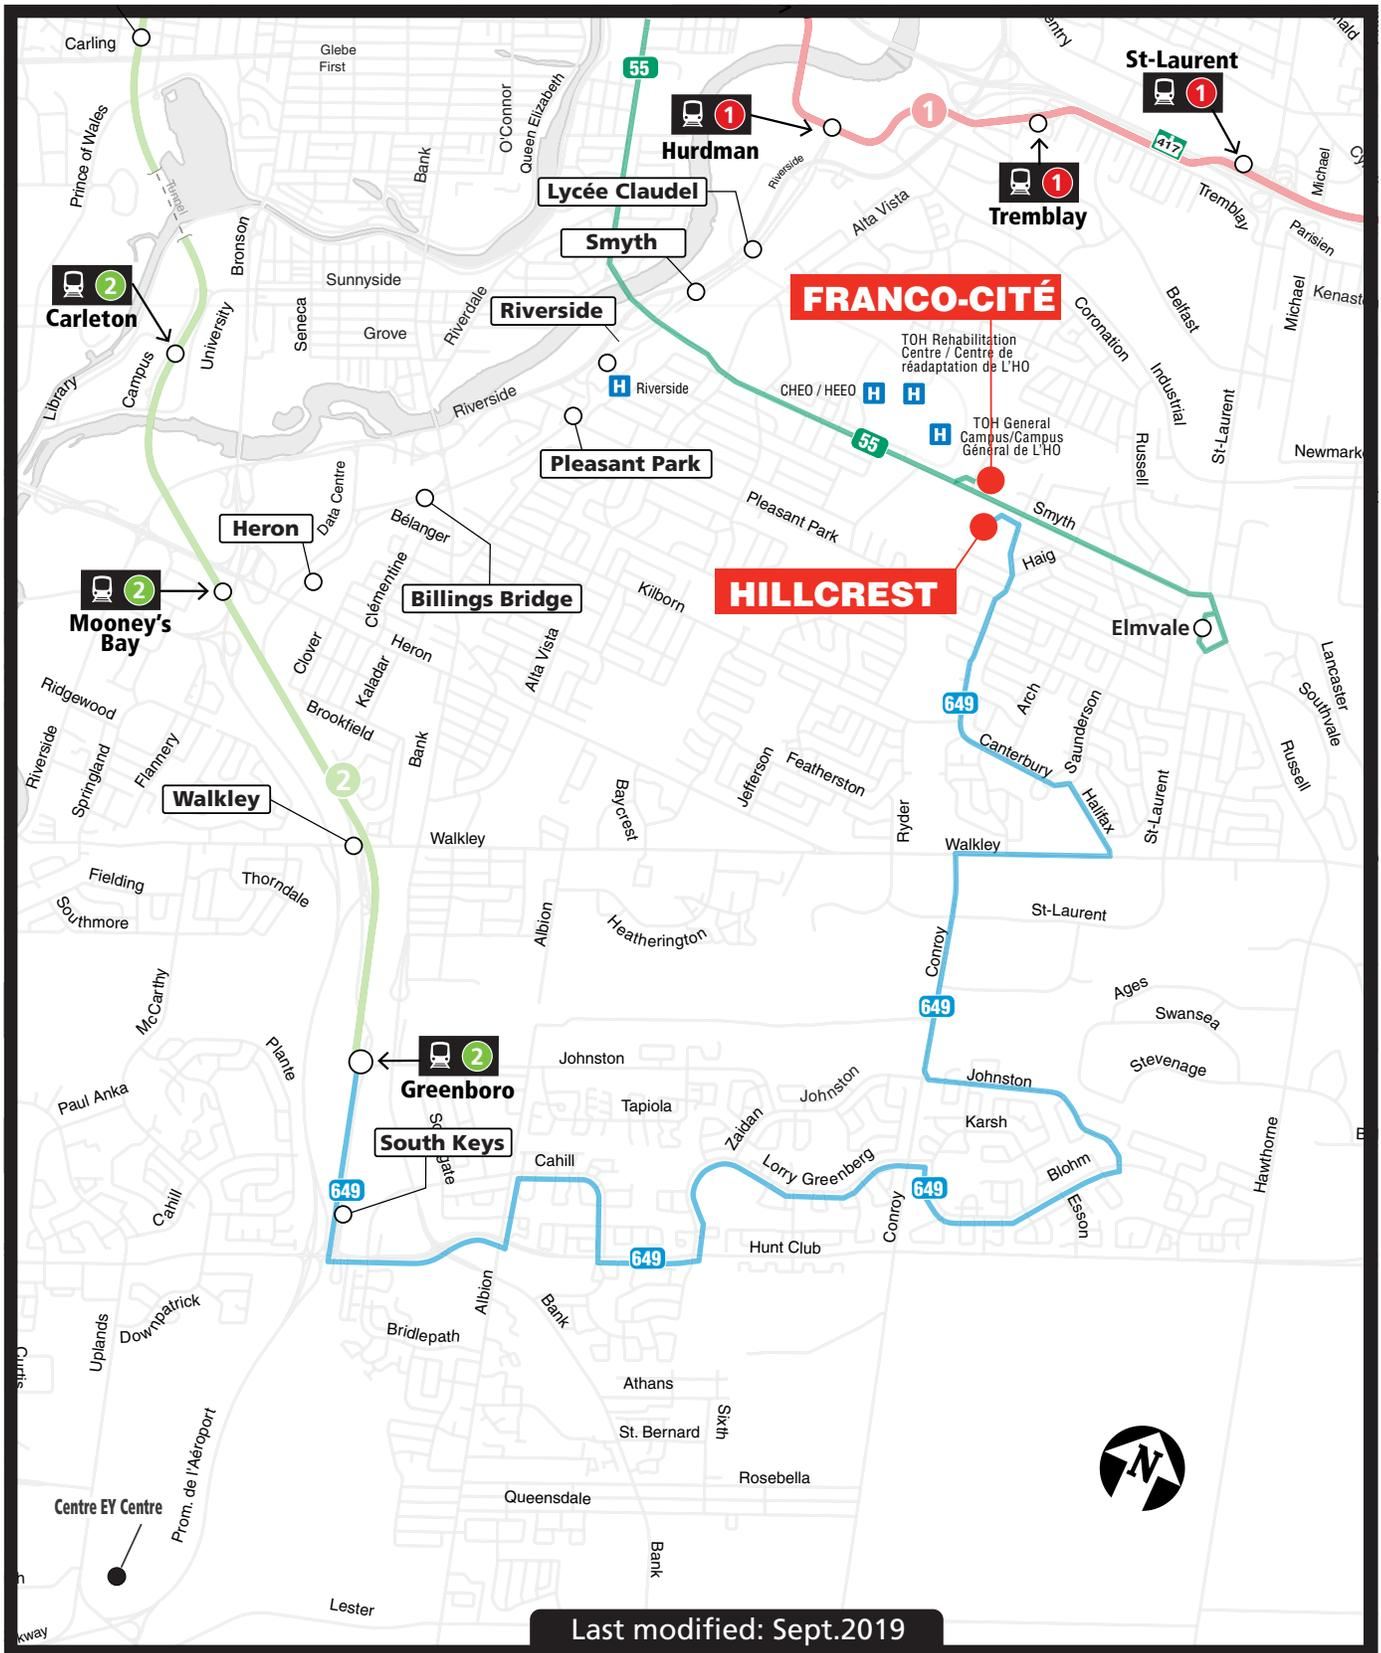 Carling
Glebe
First
55
Hurdman
1
1
St-Laurent
1
417
Tremblay
1
Michael
Tremblay
Parisien
Prince of Wales
Tunnel
Bank
O'Connor
Queen Elizabeth
Riverside
Alta Vista
Lycée Claudel
Smyth
Riverside
Bronson
Sunnyside
Seneca
Grove
Riverdale
University
2
Carleton
Campus
Library
Riverside
H
Riverside
FRANCO-CITÉ
TOH Rehabilitation
Centre / Centre de
réadaptation de L'HO
CHEO / HEEO
H
H
H
TOH General
Campus/Campus
Général de L'HO
55
Coronation
Belfast
Industrial
Michael
St-Laurent
Russell
Pleasant Park
Data Centre
Bélanger
Heron
Clémentine
Billings Bridge
Pleasant Park
Smyth
Haig
HILLCREST
Kilborn
Elmvale
2
Mooney's
Bay
Clover
Kaladar
Heron
Brookfield
Alta Vista
Bank
Ridgewood
Riverside
Springland
Flannery
Walkley
2
649
Arch
Saunderson
Canterbury
Halifax
St-Laurent
Lancaster
Southvale
Russell
Jefferson
Featherston
Baycrest
Ryder
Walkley
Walkley
Fielding
Southmore
Thorndale
Albion
Heatherington
St-Laurent
Conroy
649
McCarthy
Plante
Ages
Swansea
Stevenage
2
Greenboro
Johnston
Johnston
Johnston
Tapiola
Zaidan
Karsh
Paul Anka
South Keys
Cahill
Cahill
649
Lorry Greenberg
Blohm
Esson
649
Conroy
Hawthorne
Hunt Club
649
Albion
Bank
Bridlepath
Downpatrick
Uplands
Curtis
Athans
St. Bernard
Sixth
Rosebella
Queensdale
Bank
Prom. de l'Aéroport
Centre EY Centre
N
Lester
Last modified: Sept.2019